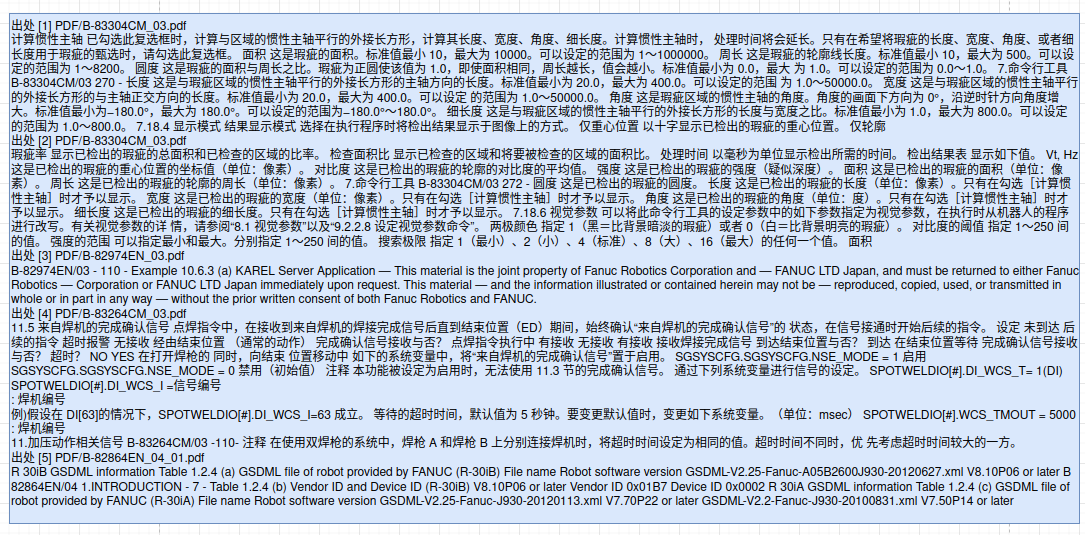 出处 [1] PDF/B-83304CM_03.pdf
计算惯性主轴 已勾选此复选框时，计算与区域的惯性主轴平行的外接长方形，计算其长度、宽度、角度、细长度。计算惯性主轴时， 处理时间将会延长。只有在希望将瑕疵的长度、宽度、角度、或者细
长度用于瑕疵的甄选时，请勾选此复选框。 面积 这是瑕疵的面积。标准值最小 10，最大为 10000。可以设定的范围为 1～1000000。 周长 这是瑕疵的轮廓线长度。标准值最小 10，最大为 500。可以设
定的范围为 1～8200。 圆度 这是瑕疵的面积与周长之比。瑕疵为正圆使该值为 1.0，即使面积相同，周长越长，值会越小。标准值最小为 0.0，最大 为 1.0。可以设定的范围为 0.0～1.0。 7.命令行工具
B-83304CM/03 270 - 长度 这是与瑕疵区域的惯性主轴平行的外接长方形的主轴方向的长度。标准值最小为 20.0，最大为 400.0。可以设定的范围 为 1.0～50000.0。 宽度 这是与瑕疵区域的惯性主轴平行
的外接长方形的与主轴正交方向的长度。标准值最小为 20.0，最大为 400.0。可以设定 的范围为 1.0～50000.0。 角度 这是瑕疵区域的惯性主轴的角度。角度的画面下方向为 0°，沿逆时针方向角度增
大。标准值最小为−180.0°，最大为 180.0°。可以设定的范围为−180.0°～180.0°。 细长度 这是与瑕疵区域的惯性主轴平行的外接长方形的长度与宽度之比。标准值最小为 1.0，最大为 800.0。可以设定
的范围为 1.0～800.0。 7.18.4 显示模式 结果显示模式 选择在执行程序时将检出结果显示于图像上的方式。 仅重心位置 以十字显示已检出的瑕疵的重心位置。 仅轮廓
出处 [2] PDF/B-83304CM_03.pdf
瑕疵率 显示已检出的瑕疵的总面积和已检查的区域的比率。 检查面积比 显示已检查的区域和将要被检查的区域的面积比。 处理时间 以毫秒为单位显示检出所需的时间。 检出结果表 显示如下值。 Vt, Hz
这是已检出的瑕疵的重心位置的坐标值（单位：像素）。 对比度 这是已检出的瑕疵的轮廓的对比度的平均值。 强度 这是已检出的瑕疵的强度（疑似深度）。 面积 这是已检出的瑕疵的面积（单位：像
素）。 周长 这是已检出的瑕疵的轮廓的周长（单位：像素）。 7.命令行工具 B-83304CM/03 272 - 圆度 这是已检出的瑕疵的圆度。 长度 这是已检出的瑕疵的长度（单位：像素）。只有在勾选［计算惯
性主轴］时才予以显示。 宽度 这是已检出的瑕疵的宽度（单位：像素）。只有在勾选［计算惯性主轴］时才予以显示。 角度 这是已检出的瑕疵的角度（单位：度）。只有在勾选［计算惯性主轴］时才
予以显示。 细长度 这是已检出的瑕疵的细长度。只有在勾选［计算惯性主轴］时才予以显示。 7.18.6 视觉参数 可以将此命令行工具的设定参数中的如下参数指定为视觉参数，在执行时从机器人的程序
进行改写。有关视觉参数的详 情，请参阅“8.1 视觉参数”以及“9.2.2.8 设定视觉参数命令”。 两极颜色 指定 1（黑＝比背景暗淡的瑕疵）或者 0（白＝比背景明亮的瑕疵）。 对比度的阈值 指定 1～250 间
的值。 强度的范围 可以指定最小和最大。分别指定 1～250 间的值。 搜索极限 指定 1（最小）、2（小）、4（标准）、8（大）、16（最大）的任何一个值。 面积
出处 [3] PDF/B-82974EN_03.pdf
B-82974EN/03 - 110 - Example 10.6.3 (a) KAREL Server Application — This material is the joint property of Fanuc Robotics Corporation and — FANUC LTD Japan, and must be returned to either Fanuc
Robotics — Corporation or FANUC LTD Japan immediately upon request. This material — and the information illustrated or contained herein may not be — reproduced, copied, used, or transmitted in
whole or in part in any way — without the prior written consent of both Fanuc Robotics and FANUC.
出处 [4] PDF/B-83264CM_03.pdf
11.5 来自焊机的完成确认信号 点焊指令中，在接收到来自焊机的焊接完成信号后直到结束位置（ED）期间，始终确认“来自焊机的完成确认信号”的 状态，在信号接通时开始后续的指令。 设定 未到达 后
续的指令 超时报警 无接收 经由结束位置 （通常的动作） 完成确认信号接收与否？ 点焊指令执行中 有接收 无接收 有接收 接收焊接完成信号 到达结束位置与否？ 到达 在结束位置等待 完成确认信号接收
与否？ 超时？ NO YES 在打开焊枪的 同时，向结束 位置移动中 如下的系统变量中，将“来自焊机的完成确认信号”置于启用。 SGSYSCFG.SGSYSCFG.NSE_MODE = 1 启用
SGSYSCFG.SGSYSCFG.NSE_MODE = 0 禁用（初始值） 注释 本功能被设定为启用时，无法使用 11.3 节的完成确认信号。 通过下列系统变量进行信号的设定。 SPOTWELDIO[#].DI_WCS_T= 1(DI)
SPOTWELDIO[#].DI_WCS_I =信号编号
: 焊机编号
例)假设在 DI[63]的情况下，SPOTWELDIO[#].DI_WCS_I=63 成立。 等待的超时时间，默认值为 5 秒钟。要变更默认值时，变更如下系统变量。（单位：msec） SPOTWELDIO[#].WCS_TMOUT = 5000
: 焊机编号
11.加压动作相关信号 B-83264CM/03 -110- 注释 在使用双焊枪的系统中，焊枪 A 和焊枪 B 上分别连接焊机时，将超时时间设定为相同的值。超时时间不同时，优 先考虑超时时间较大的一方。
出处 [5] PDF/B-82864EN_04_01.pdf
R 30iB GSDML information Table 1.2.4 (a) GSDML file of robot provided by FANUC (R-30iB) File name Robot software version GSDML-V2.25-Fanuc-A05B2600J930-20120627.xml V8.10P06 or later B
82864EN/04 1.INTRODUCTION - 7 - Table 1.2.4 (b) Vendor ID and Device ID (R-30iB) V8.10P06 or later Vendor ID 0x01B7 Device ID 0x0002 R 30iA GSDML information Table 1.2.4 (c) GSDML file of
robot provided by FANUC (R-30iA) File name Robot software version GSDML-V2.25-Fanuc-J930-20120113.xml V7.70P22 or later GSDML-V2.2-Fanuc-J930-20100831.xml V7.50P14 or later